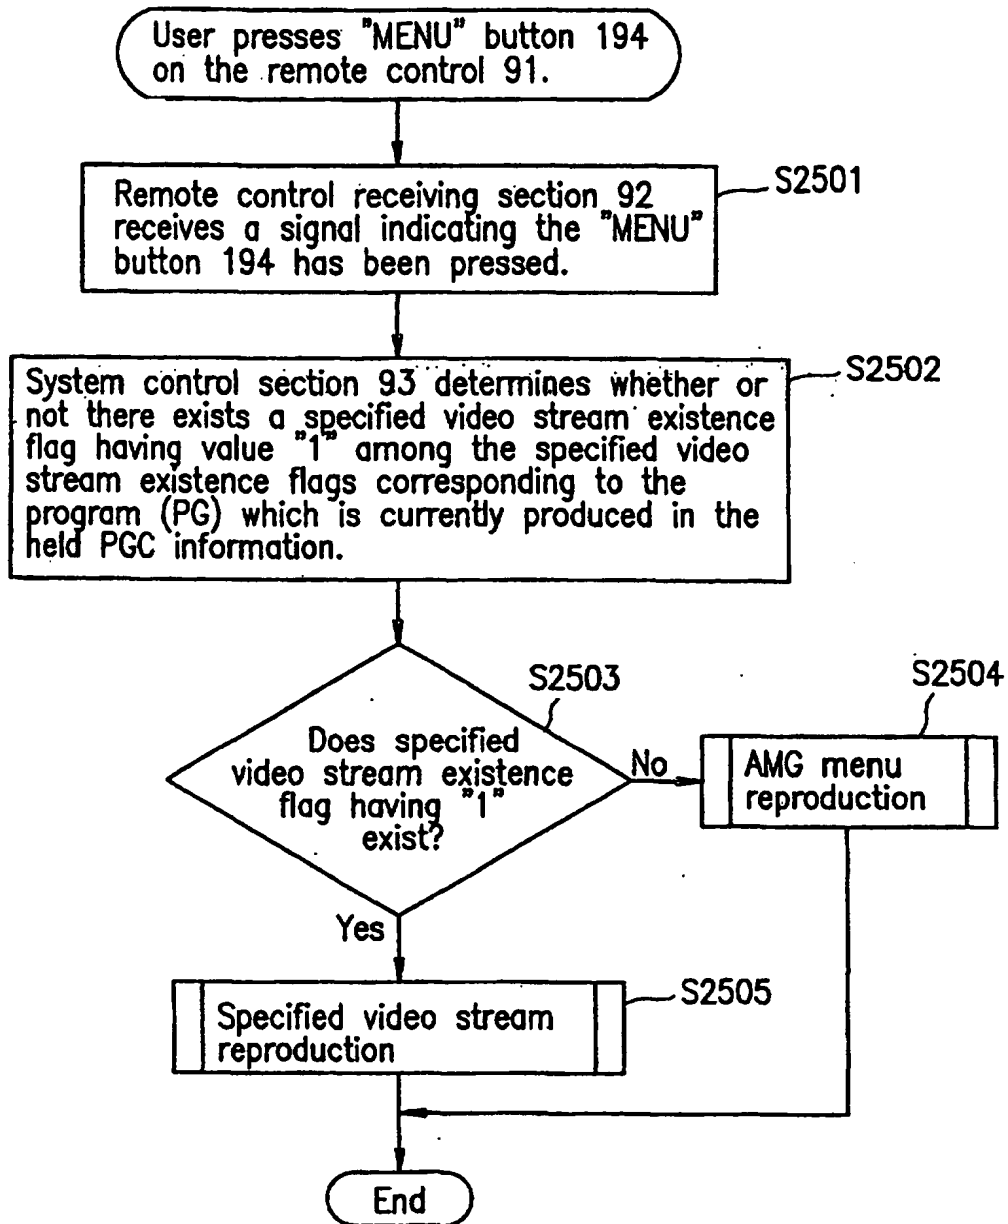 User presses "MENU" button 194
on the remote control 91.
Remote control receiving section 92
receives a signal indicating the "MENU"
button 194 has been pressed.
S2501
System control section 93 determines whether or
not there exists a specified video stream existence
flag having value "1" among the specified video
stream existence flags corresponding to the
program (PG) which is currently produced in the
held PGC information.
S2502
S2503
Does specified
video stream existence
flag having "1"
exist?
No
S2504
AMG menu
reproduction
Yes
S2505
Specified video stream
reproduction
End